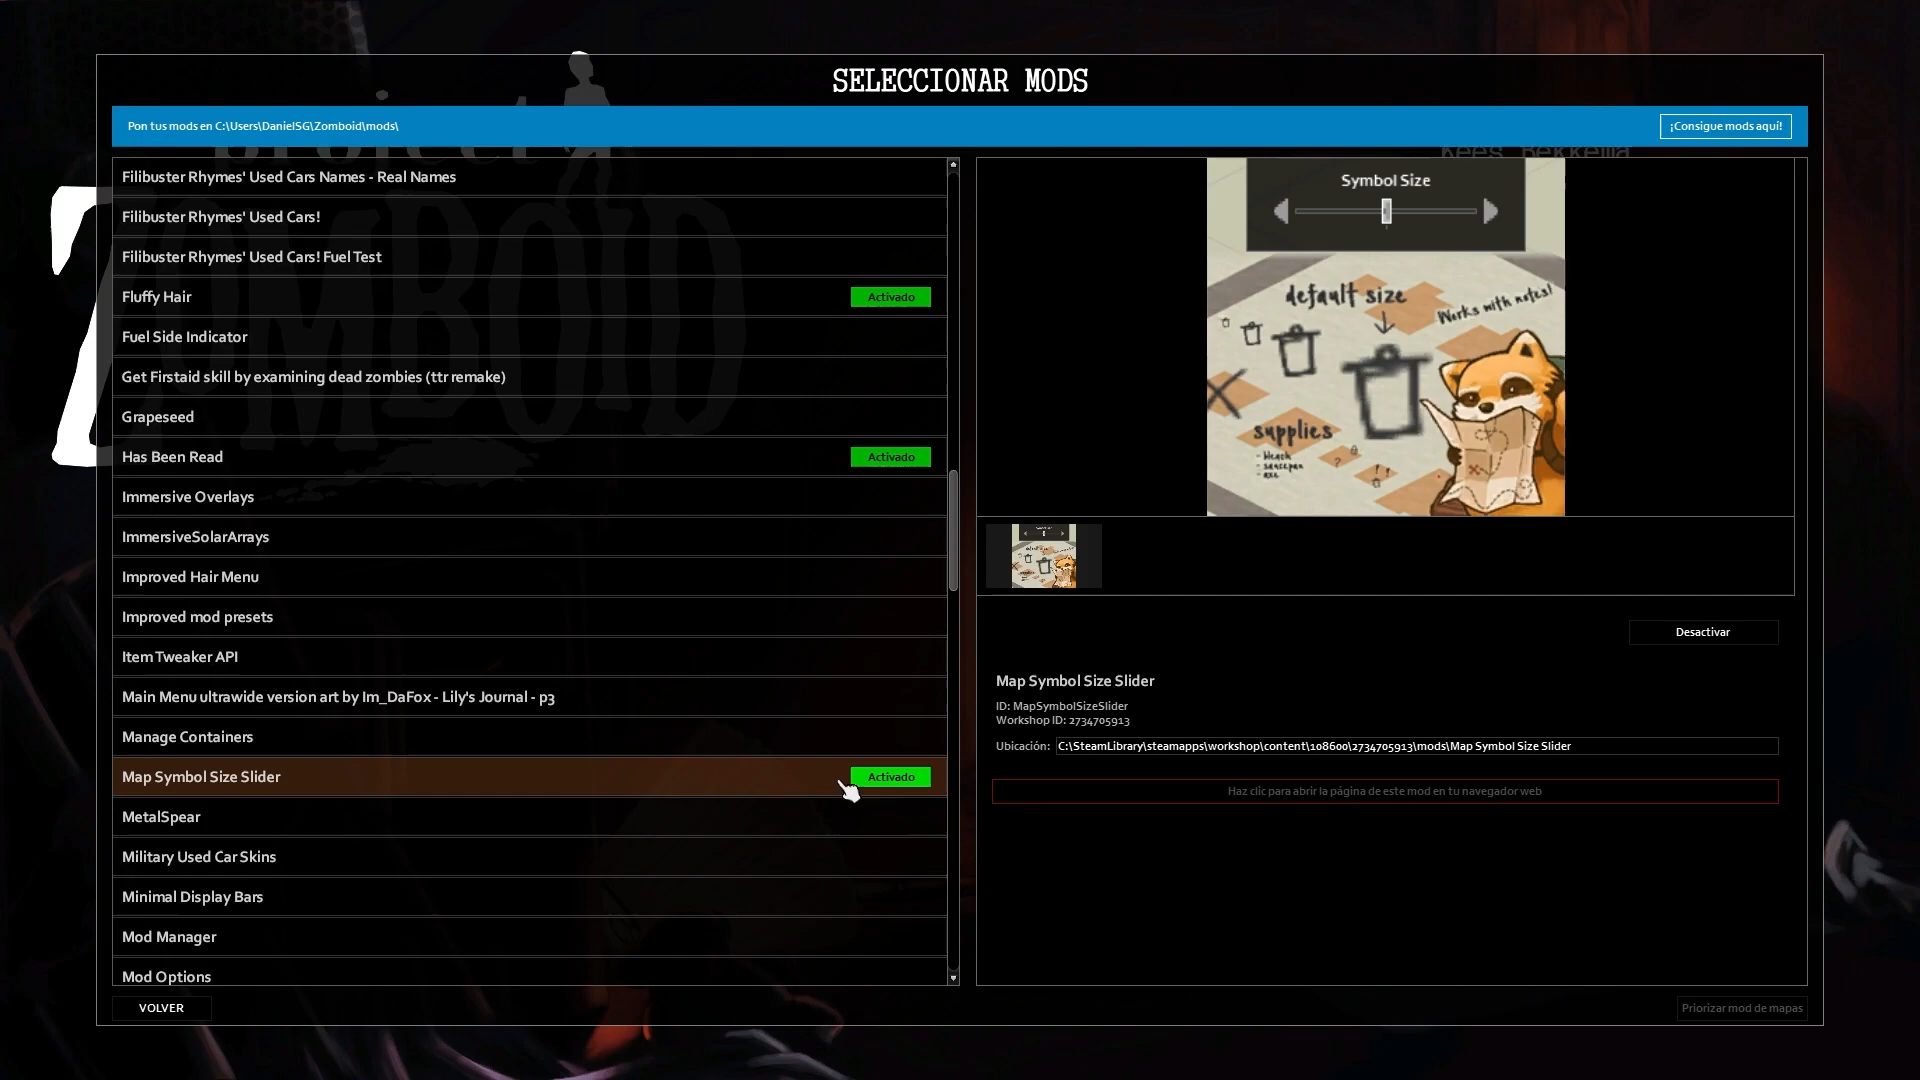 SELECCIONAR MODS
Pon tus mods en C:\Users\DanielSG\Zomboid\mods\
¡Consigue mods aquí!
project
ZOMBOID
Filibuster Rhymes' Used Cars Names - Real Names
Filibuster Rhymes' Used Cars!
Filibuster Rhymes' Used Cars! Fuel Test
Fluffy Hair
Activado
Fuel Side Indicator
Get Firstaid skill by examining dead zombies (ttr remake)
Grapeseed
Has Been Read
Activado
Immersive Overlays
ImmersiveSolarArrays
Improved Hair Menu
Improved mod presets
Item Tweaker API
Main Menu ultrawide version art by Im_DaFox - Lily's Journal - p3
Manage Containers
Map Symbol Size Slider
Activado
MetalSpear
Military Used Car Skins
Minimal Display Bars
Mod Manager
Mod Options
VOLVER
Symbol Size
default size
Works with notes!
supplies
- bleach
- saucepan
- axe
Desactivar
Map Symbol Size Slider
ID: MapSymbolSizeSlider
Workshop ID: 2734705913
Ubicación: C:\SteamLibrary\steamapps\workshop\content\108600\2734705913\mods\Map Symbol Size Slider
Haz clic para abrir la página de este mod en tu navegador web
Priorizar mod de mapas